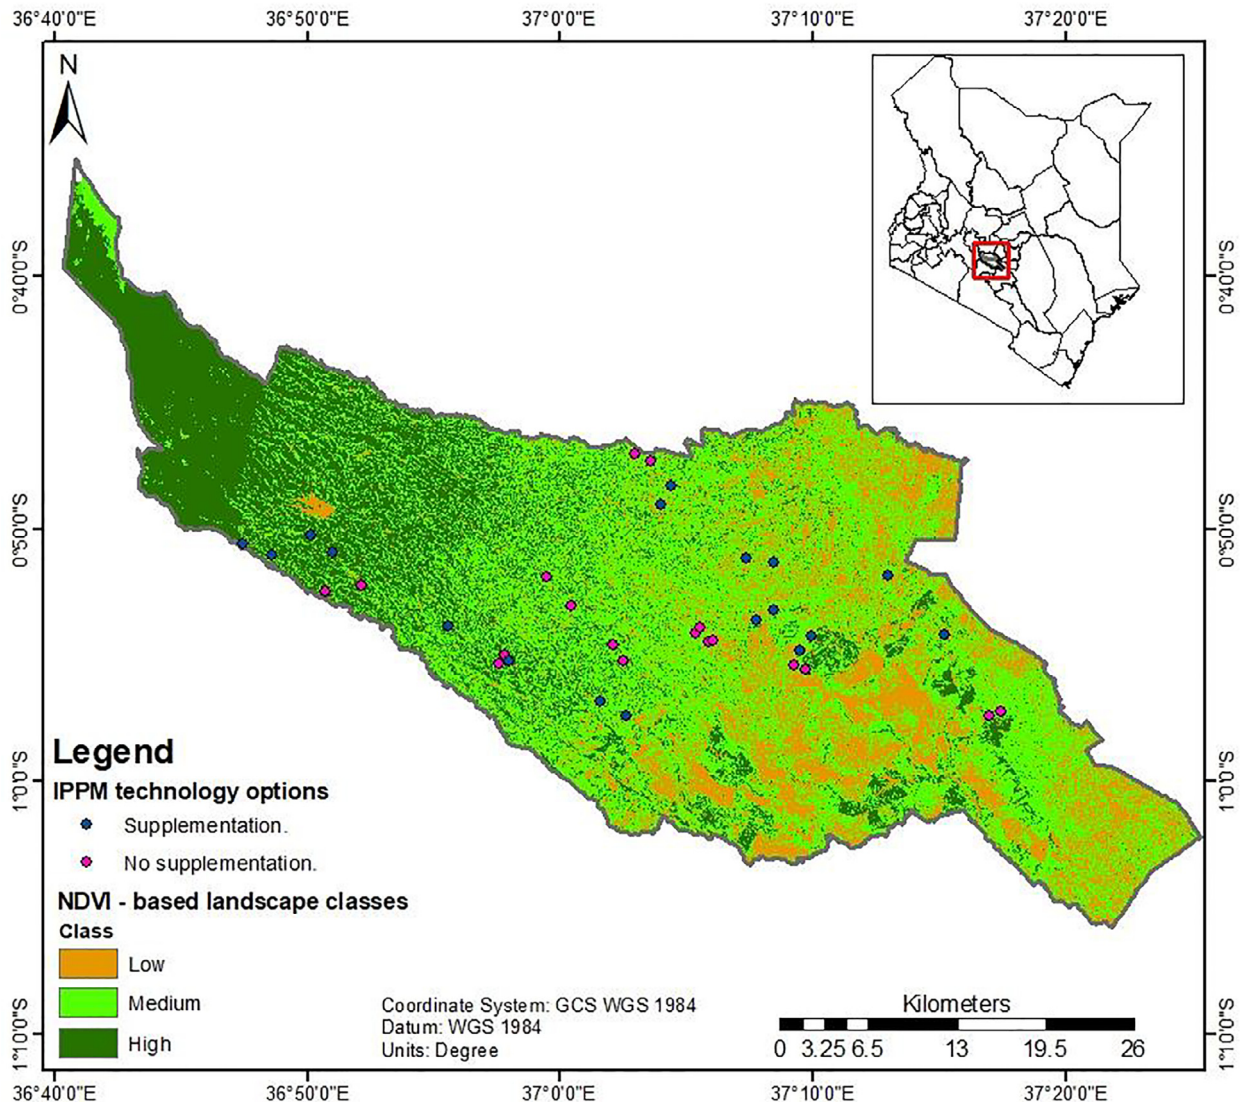 36°40'0"E 36°50'0"E 37°0'0"E 37°10'0"E 37°20'0"E
N
0°40'0"S 0°40'0"S
0°50'0"S 0°50'0"S
1°0'0"S 1°0'0"S
1°10'0"S 1°10'0"S
Legend
IPPM technology options
Supplementation.
No supplementation.
NDVI - based landscape classes
Class
Low
Medium
High
Coordinate System: GCS WGS 1984
Datum: WGS 1984
Units: Degree
Kilometers
0 3.25 6.5 13 19.5 26
36°40'0"E 36°50'0"E 37°0'0"E 37°10'0"E 37°20'0"E